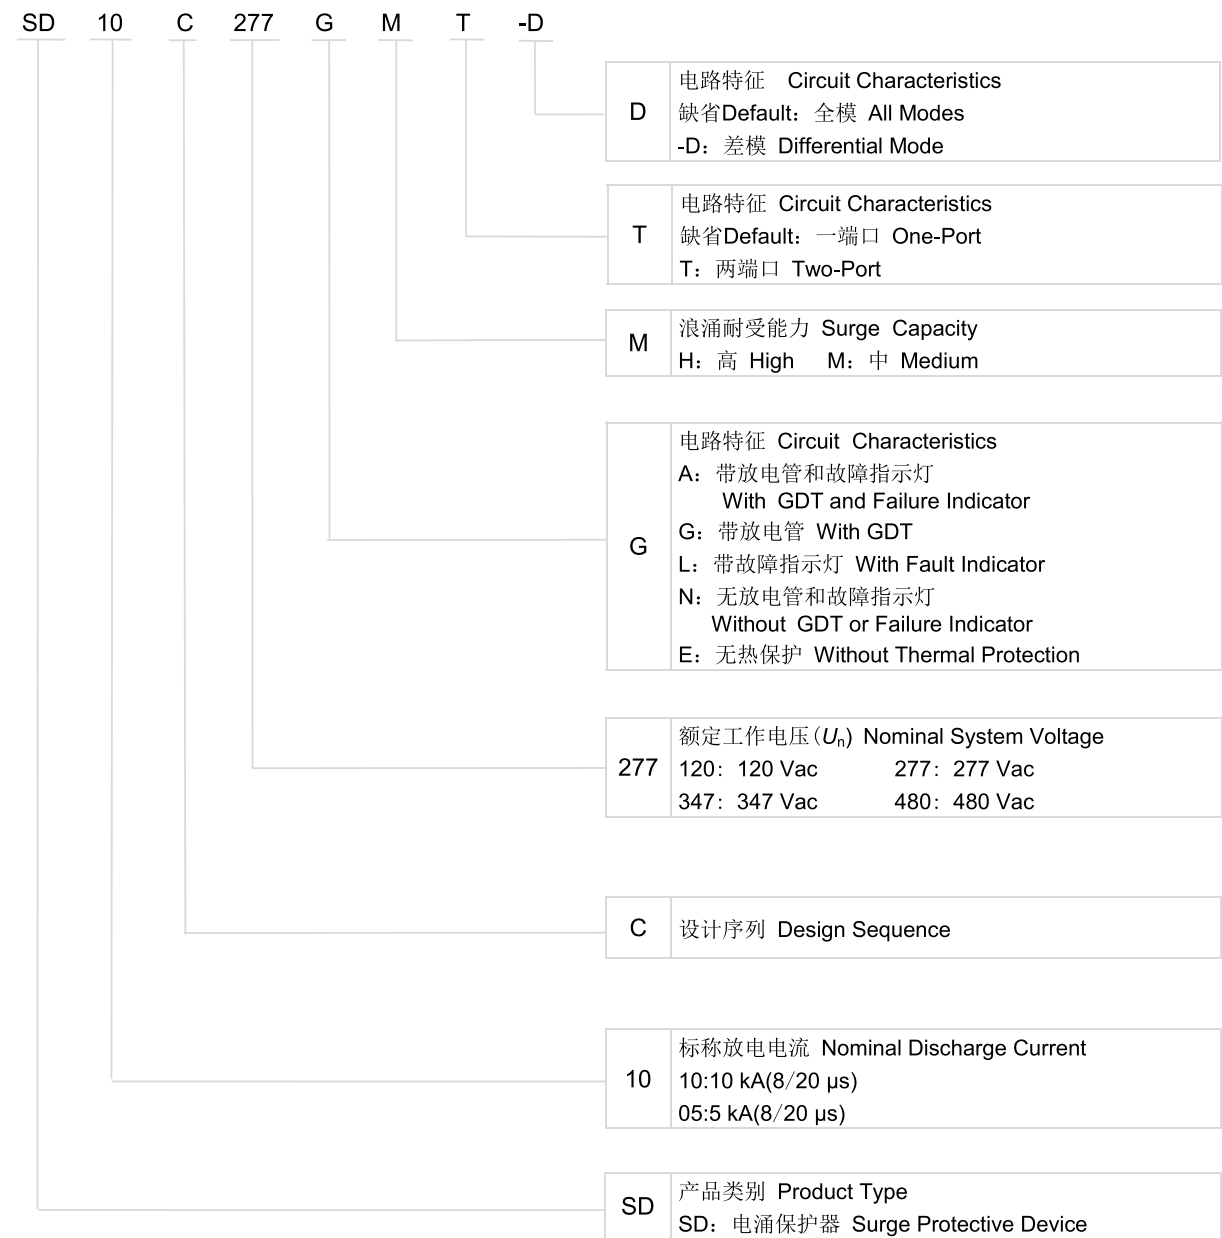 SD 10 C 277 G M T -D
电路特征 Circuit Characteristics
D 缺省Default：全模 All Modes
-D：差模 Differential Mode
电路特征 Circuit Characteristics
T 缺省Default：一端口 One-Port
T：两端口 Two-Port
M 浪涌耐受能力 Surge Capacity
H：高 High M：中 Medium
电路特征 Circuit Characteristics
A：带放电管和故障指示灯
With GDT and Failure Indicator
G：带放电管 With GDT
G
L：带故障指示灯 With Fault Indicator
N：无放电管和故障指示灯
Without GDT or Failure Indicator
E：无热保护 Without Thermal Protection
额定工作电压（Un）Nominal System Voltage
277 120：120 Vac 277：277 Vac
347：347 Vac 480：480 Vac
C 设计序列 Design Sequence
标称放电电流 Nominal Discharge Current
10 10:10 kA(8/20 µs)
05:5 kA(8/20 µs)
SD 产品类别 Product Type
SD：电涌保护器 Surge Protective Device